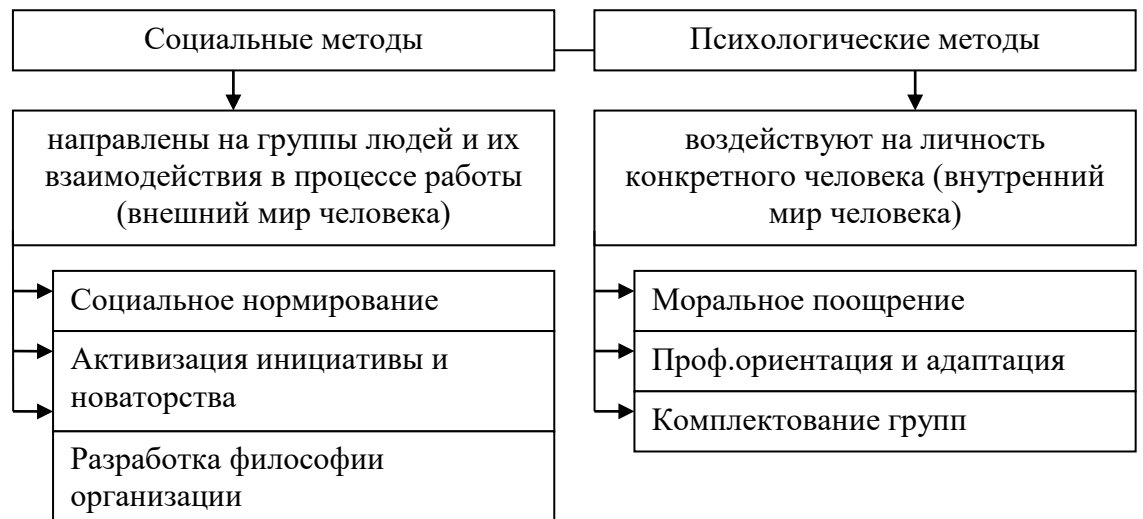 Социальные методы
Психологические методы
направлены на группы людей и их
взаимодействия в процессе работы
(внешний мир человека)
воздействуют на личность
конкретного человека (внутренний
мир человека)
Социальное нормирование
Активизация инициативы и
новаторства
Разработка философии
организации
Моральное поощрение
Проф.ориентация и адаптация
Комплектование групп